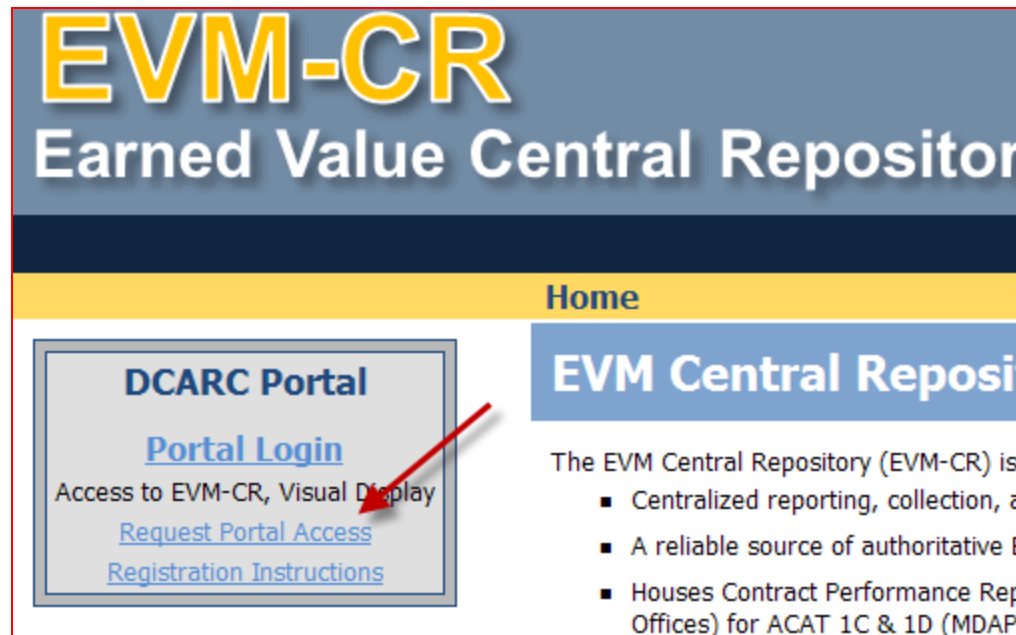 EVM-CR
Earned Value Central Repositor
Home
DCARC Portal
Portal Login
Access to EVM-CR, Visual Display
Request Portal Access
Registration Instructions
EVM Central Reposi
The EVM Central Repository (EVM-CR) is
▪ Centralized reporting, collection, a
▪ A reliable source of authoritative E
▪ Houses Contract Performance Rep
Offices) for ACAT 1C & 1D (MDAP